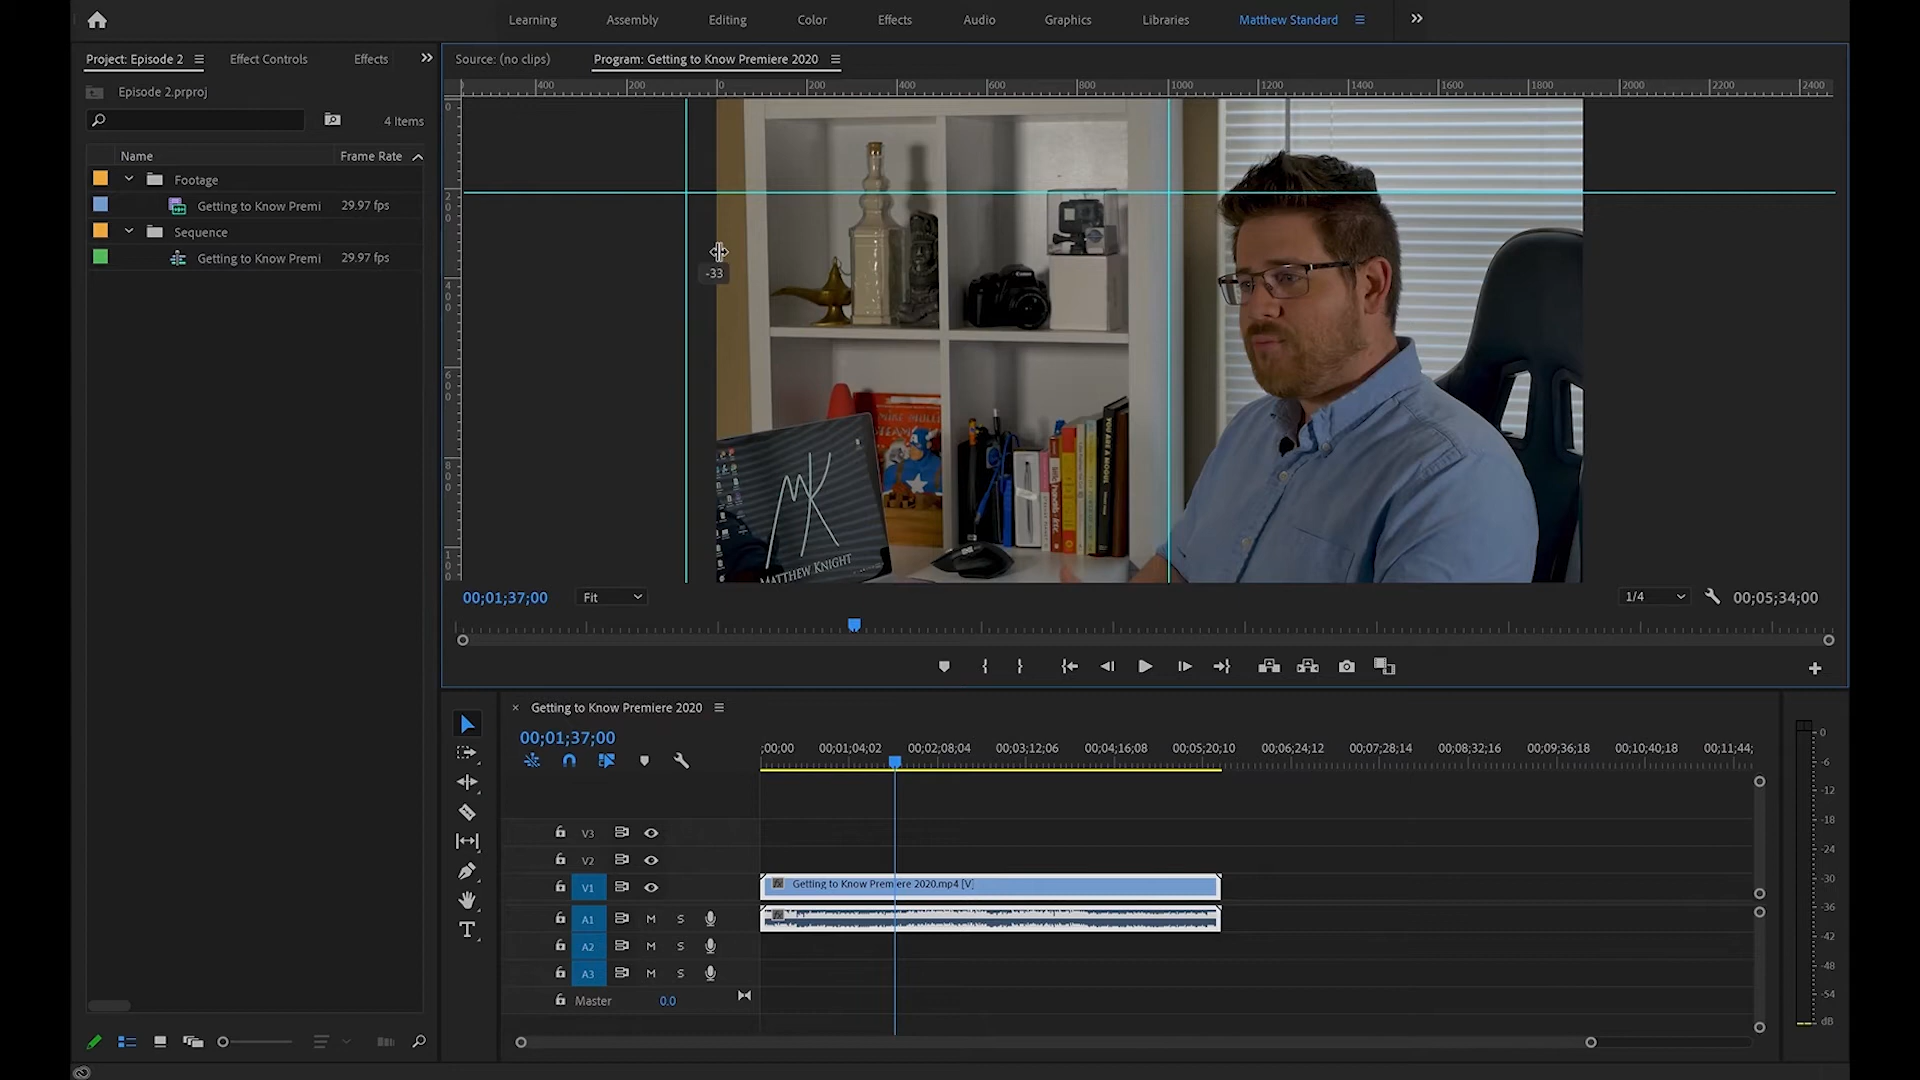 Learning Assembly Editing Color Effects Audio Graphics Libraries Matthew Standard
Project: Episode 2 Effect Controls Effects
Source: (no clips) Program: Getting to Know Premiere 2020
Episode 2.prproj
4 Items
Name Frame Rate
Footage
Getting to Know Premi 29.97 fps
Sequence
Getting to Know Premi 29.97 fps
400 200 0 200 400 600 800 1000 1200 1400 1600 1800 2000 2200 2400
0
200
400
600
800
-33
MATTHEW KNIGHT
00;01;37;00 Fit 1/4 00;05;34;00
Getting to Know Premiere 2020
00;01;37;00
;00;00 00;01;04;02 00;02;08;04 00;03;12;06 00;04;16;08 00;05;20;10 00;06;24;12 00;07;28;14 00;08;32;16 00;09;36;18 00;10;40;18 00;11;44;
V3
V2
V1 Getting to Know Premiere 2020.mp4 [V]
A1 M S
A2 M S
A3 M S
Master 0.0
0
-6
-12
-18
-24
-30
-36
-42
-48
-54
dB